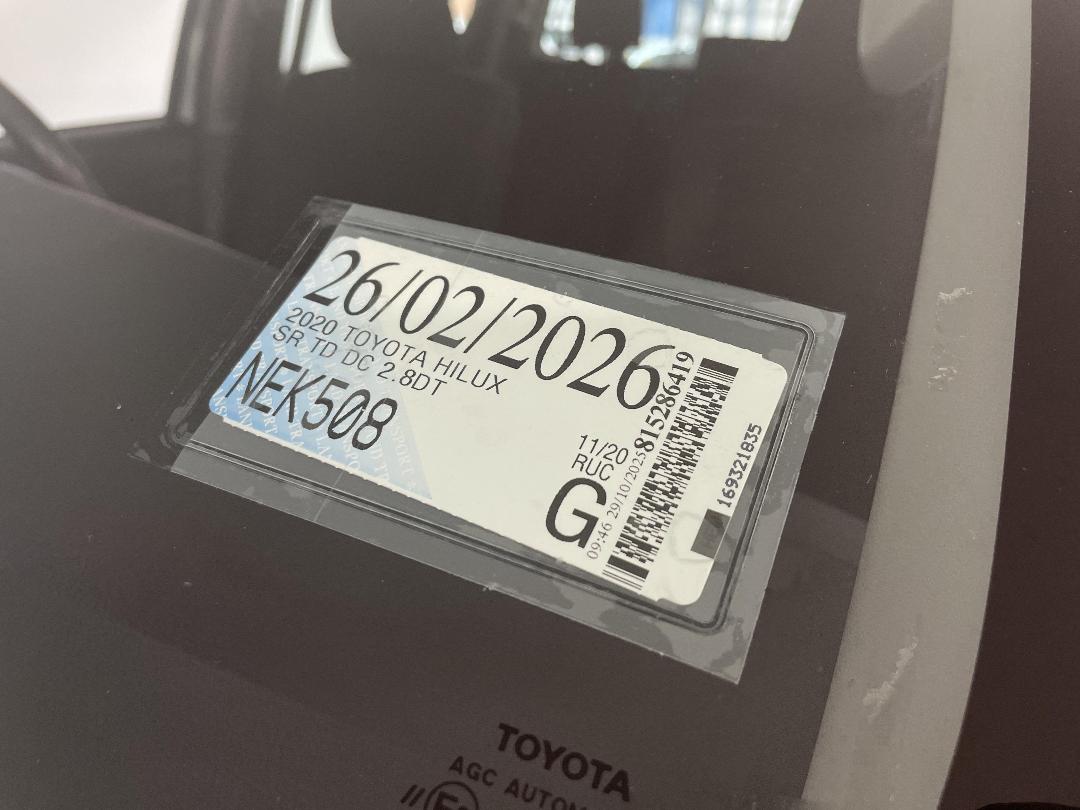 26/02/2026
2020 TOYOTA HILUX
SR TD DC 2.8DT
NEK508
11/20
RUC
G
09:46 29/10/2025
815286419
169321835
TOYOTA
AGC